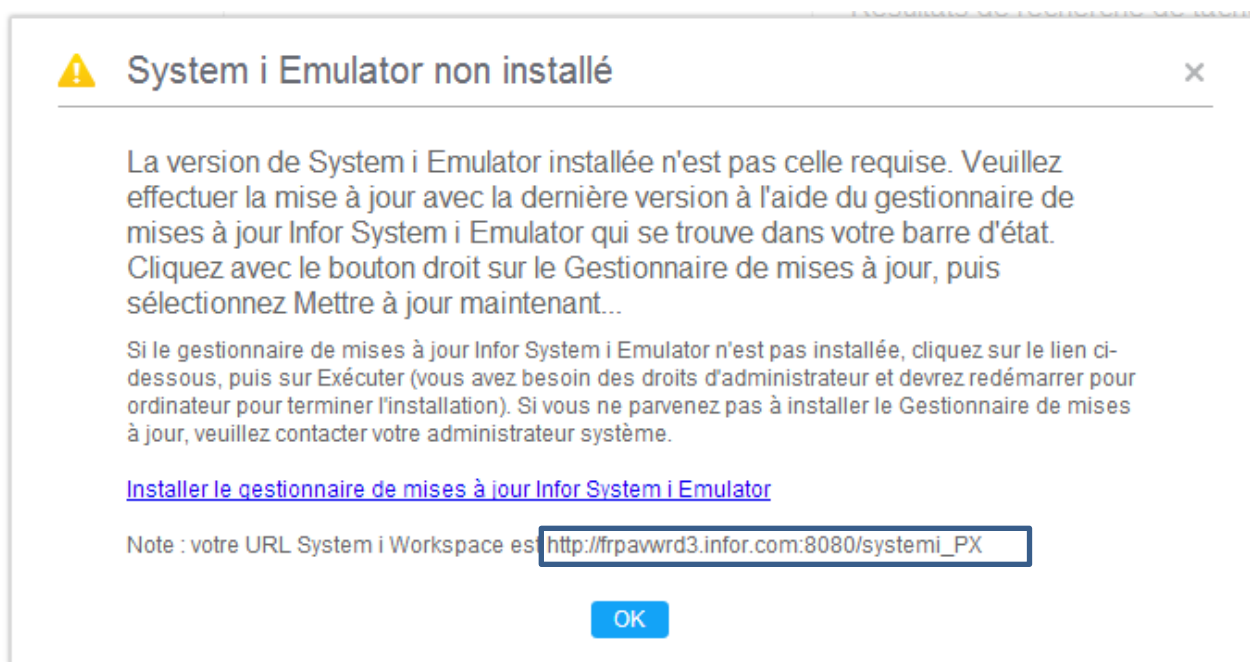 System i Emulator non installé
La version de System i Emulator installée n'est pas celle requise. Veuillez
effectuer la mise à jour avec la dernière version à l'aide du gestionnaire de
mises à jour Infor System i Emulator qui se trouve dans votre barre d'état.
Cliquez avec le bouton droit sur le Gestionnaire de mises à jour, puis
sélectionnez Mettre à jour maintenant...
Si le gestionnaire de mises à jour Infor System i Emulator n'est pas installée, cliquez sur le lien ci-
dessous, puis sur Exécuter (vous avez besoin des droits d'administrateur et devrez redémarrer pour
ordinateur pour terminer l'installation). Si vous ne parvenez pas à installer le Gestionnaire de mises
à jour, veuillez contacter votre administrateur système.
Installer le gestionnaire de mises à jour Infor System i Emulator
Note : votre URL System i Workspace est http://frpavwrd3.infor.com:8080/systemi_PX
OK